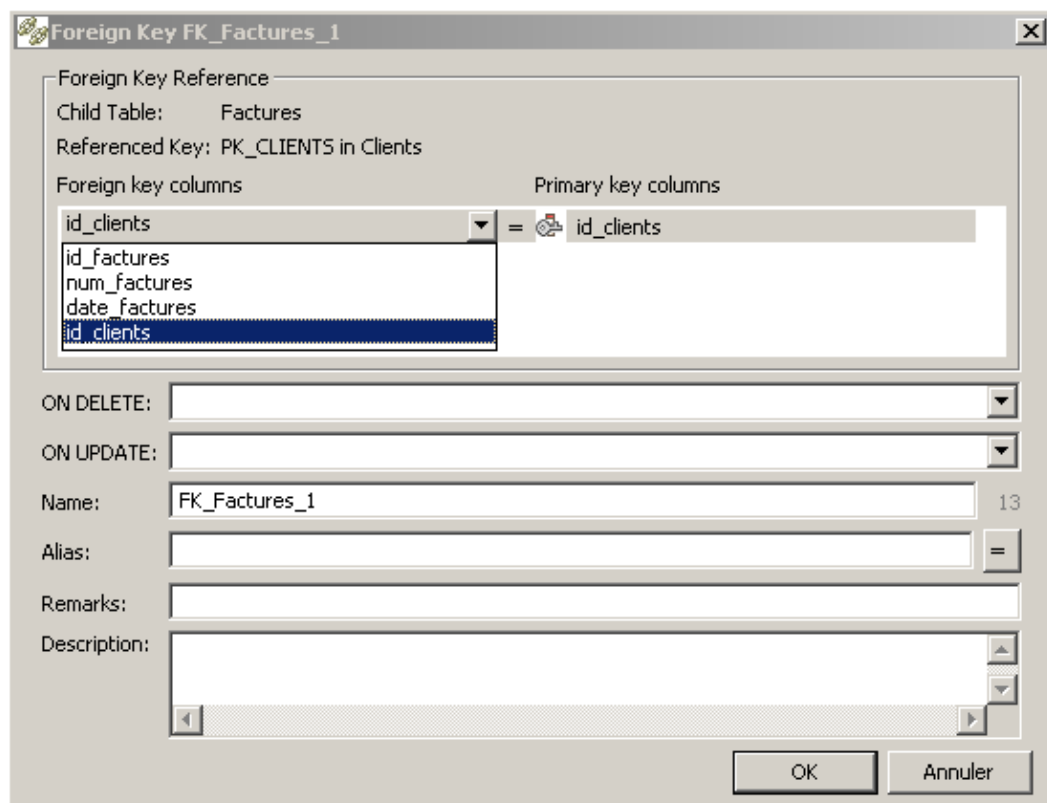 Foreign Key FK_Factures_1
Foreign Key Reference
Child Table: Factures
Referenced Key: PK_CLIENTS in Clients
Foreign key columns Primary key columns
id_clients = id_clients
id_factures
num_factures
date_factures
id_clients
ON DELETE:
ON UPDATE:
Name: FK_Factures_1 13
Alias: =
Remarks:
Description:
OK Annuler